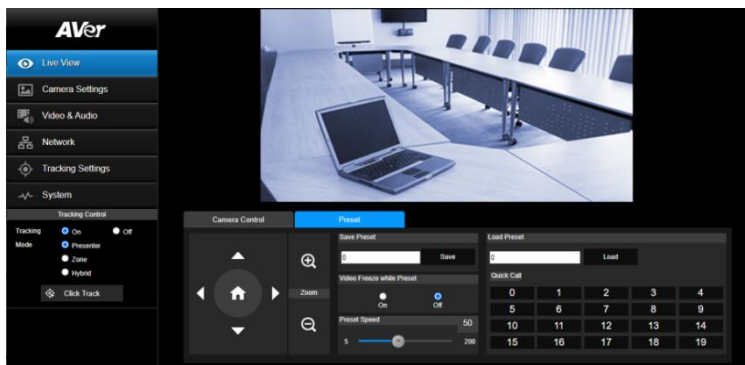 AVer
Live View
Camera Settings
Video & Audio
Network
Tracking Settings
System
Tracking Control
Tracking On Off
Mode Presenter
Zone
Hybrid
Click Track
Camera Control Preset
Zoom
Save Preset
0 Save
Video Freeze while Preset
On Off
Preset Speed 50
5 200
Load Preset
0 Load
Quick Call
0 1 2 3 4
5 6 7 8 9
10 11 12 13 14
15 16 17 18 19